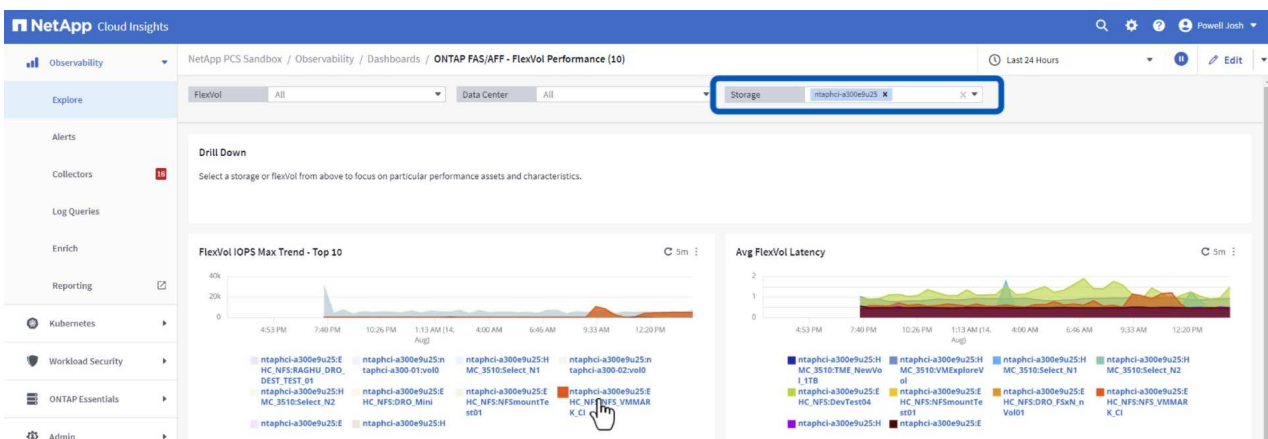 NetApp Cloud Insights
Powell Josh
Observability
NetApp PCS Sandbox / Observability / Dashboards / ONTAP FAS/AFF - FlexVol Performance (10)
Last 24 Hours
Edit
Explore
FlexVol All
Data Center All
Storage ntaphci-a300e9u25 x
Alerts
Collectors 16
Log Queries
Enrich
Reporting
Kubernetes
Workload Security
ONTAP Essentials
Admin
Drill Down
Select a storage or flexVol from above to focus on particular performance assets and characteristics.
FlexVol IOPS Max Trend - Top 10
5m
40k
20k
0
4:53 PM 7:40 PM 10:26 PM 1:13 AM (14. 4:00 AM 6:46 AM 9:33 AM 12:20 PM
Aug)
ntaphci-a300e9u25:E ntaphci-a300e9u25:n ntaphci-a300e9u25:H ntaphci-a300e9u25:n
HC_NFS:RAGHU_DRO_ taphci-a300-01:vol0 MC_3510:Select_N1 taphci-a300-02:vol0
DEST_TEST_01
ntaphci-a300e9u25:H ntaphci-a300e9u25:E ntaphci-a300e9u25:E ntaphci-a300e9u25:E
MC_3510:Select_N2 HC_NFS:DRO_Mini HC_NFS:NFSmountTe HC_NFS:NFS_VMMAR
st01 K_CI
ntaphci-a300e9u25:E ntaphci-a300e9u25:H
Avg FlexVol Latency
5m
2
1
0
4:53 PM 7:40 PM 10:26 PM 1:13 AM (14. 4:00 AM 6:46 AM 9:33 AM 12:20 PM
Aug)
ntaphci-a300e9u25:H ntaphci-a300e9u25:H ntaphci-a300e9u25:H ntaphci-a300e9u25:H
MC_3510:TME_NewVo MC_3510:VMExploreV MC_3510:Select_N1 MC_3510:Select_N2
l_1TB ol
ntaphci-a300e9u25:E ntaphci-a300e9u25:E ntaphci-a300e9u25:E ntaphci-a300e9u25:E
HC_NFS:DevTest04 HC_NFS:NFSmountTe HC_NFS:DRO_FSxN_n HC_NFS:NFS_VMMAR
st01 Vol01 K_CI
ntaphci-a300e9u25:H ntaphci-a300e9u25:E